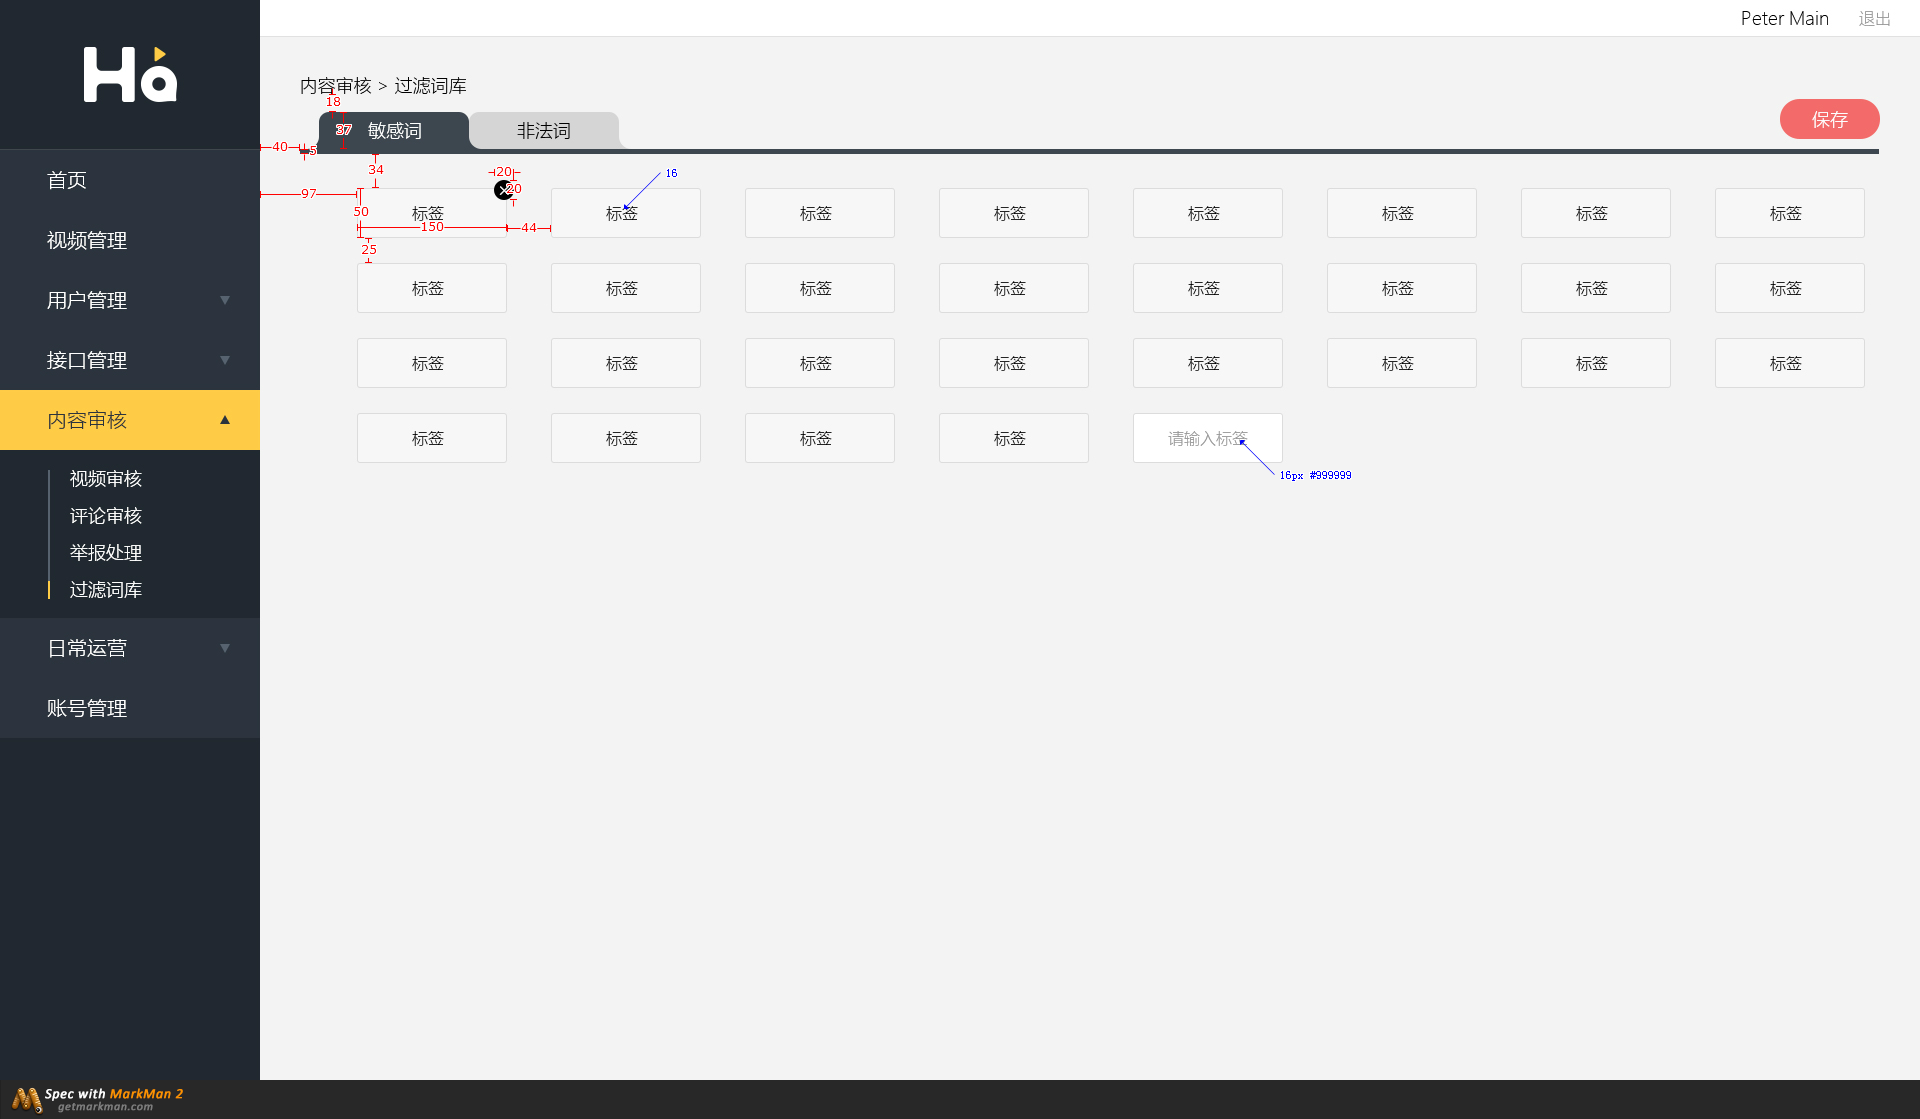 Ha
Peter Main 退出
内容审核 > 过滤词库
18
37 敏感词 非法词
保存
40 5
34
首页
97
20
20
16
50
标签 标签 标签 标签 标签 标签 标签 标签
150 44
视频管理
25
标签 标签 标签 标签 标签 标签 标签 标签
用户管理
接口管理
标签 标签 标签 标签 标签 标签 标签 标签
内容审核
标签 标签 标签 标签 请输入标签
16px #999999
视频审核
评论审核
举报处理
过滤词库
日常运营
账号管理
Spec with MarkMan 2
getmarkman.com